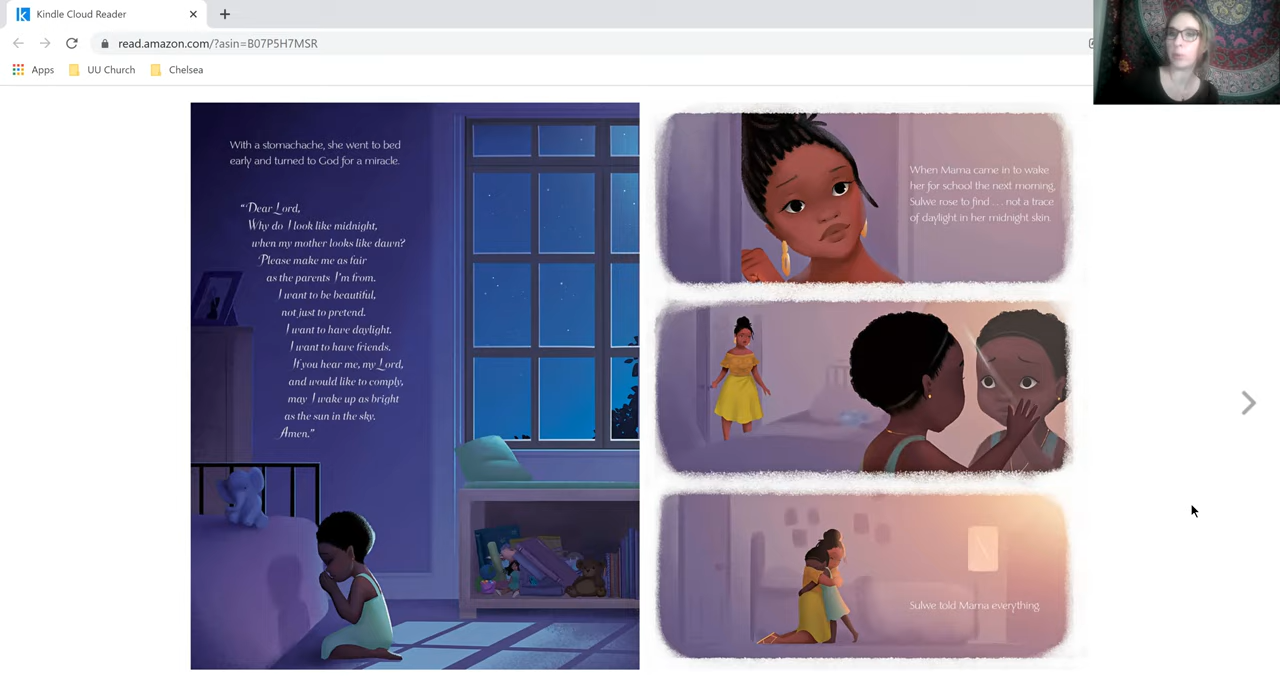 Kindle Cloud Reader
read.amazon.com/?asin=B07P5H7MSR
Apps
UU Church
Chelsea
With a stomachache, she went to bed
early and turned to God for a miracle.
“Dear Lord,
Why do I look like midnight,
when my mother looks like dawn?
Please make me as fair
as the parents I'm from.
I want to be beautiful,
not just to pretend.
I want to have daylight.
I want to have friends.
If you hear me, my Lord,
and would like to comply,
may I wake up as bright
as the sun in the sky.
Amen.”
When Mama came in to wake
her for school the next morning,
Sulwe rose to find . . . not a trace
of daylight in her midnight skin.
Sulwe told Mama everything.